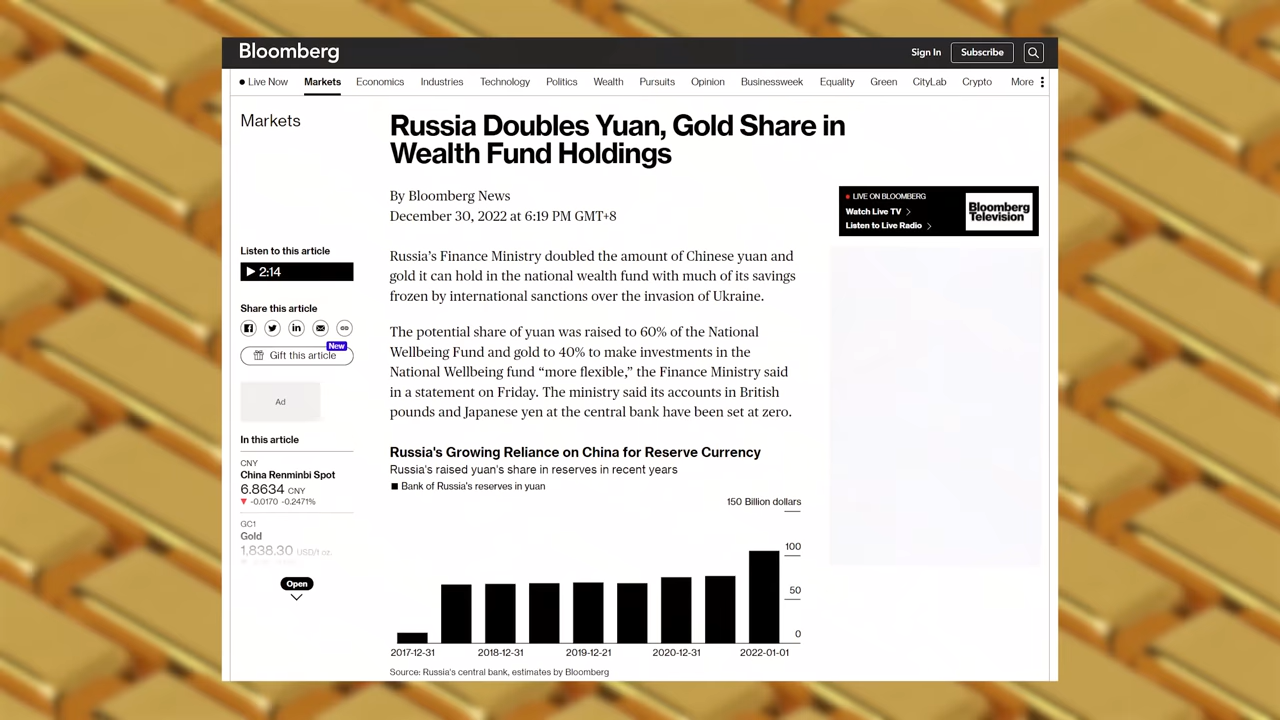 Bloomberg
Sign In
Subscribe
Live Now
Markets
Economics
Industries
Technology
Politics
Wealth
Pursuits
Opinion
Businessweek
Equality
Green
CityLab
Crypto
More
Markets
Russia Doubles Yuan, Gold Share in
Wealth Fund Holdings
By Bloomberg News
December 30, 2022 at 6:19 PM GMT+8
LIVE ON BLOOMBERG
Watch Live TV
Listen to Live Radio
Bloomberg
Television
Listen to this article
2:14
Share this article
New
Gift this article
Ad
In this article
CNY
China Renminbi Spot
6.8634 CNY
-0.0170 -0.2471%
GC1
Gold
1,838.30 USD/t oz.
Open
Russia's Finance Ministry doubled the amount of Chinese yuan and
gold it can hold in the national wealth fund with much of its savings
frozen by international sanctions over the invasion of Ukraine.
The potential share of yuan was raised to 60% of the National
Wellbeing Fund and gold to 40% to make investments in the
National Wellbeing fund “more flexible,” the Finance Ministry said
in a statement on Friday. The ministry said its accounts in British
pounds and Japanese yen at the central bank have been set at zero.
Russia's Growing Reliance on China for Reserve Currency
Russia's raised yuan's share in reserves in recent years
Bank of Russia's reserves in yuan
150 Billion dollars
100
50
0
2017-12-31
2018-12-31
2019-12-21
2020-12-31
2022-01-01
Source: Russia's central bank, estimates by Bloomberg